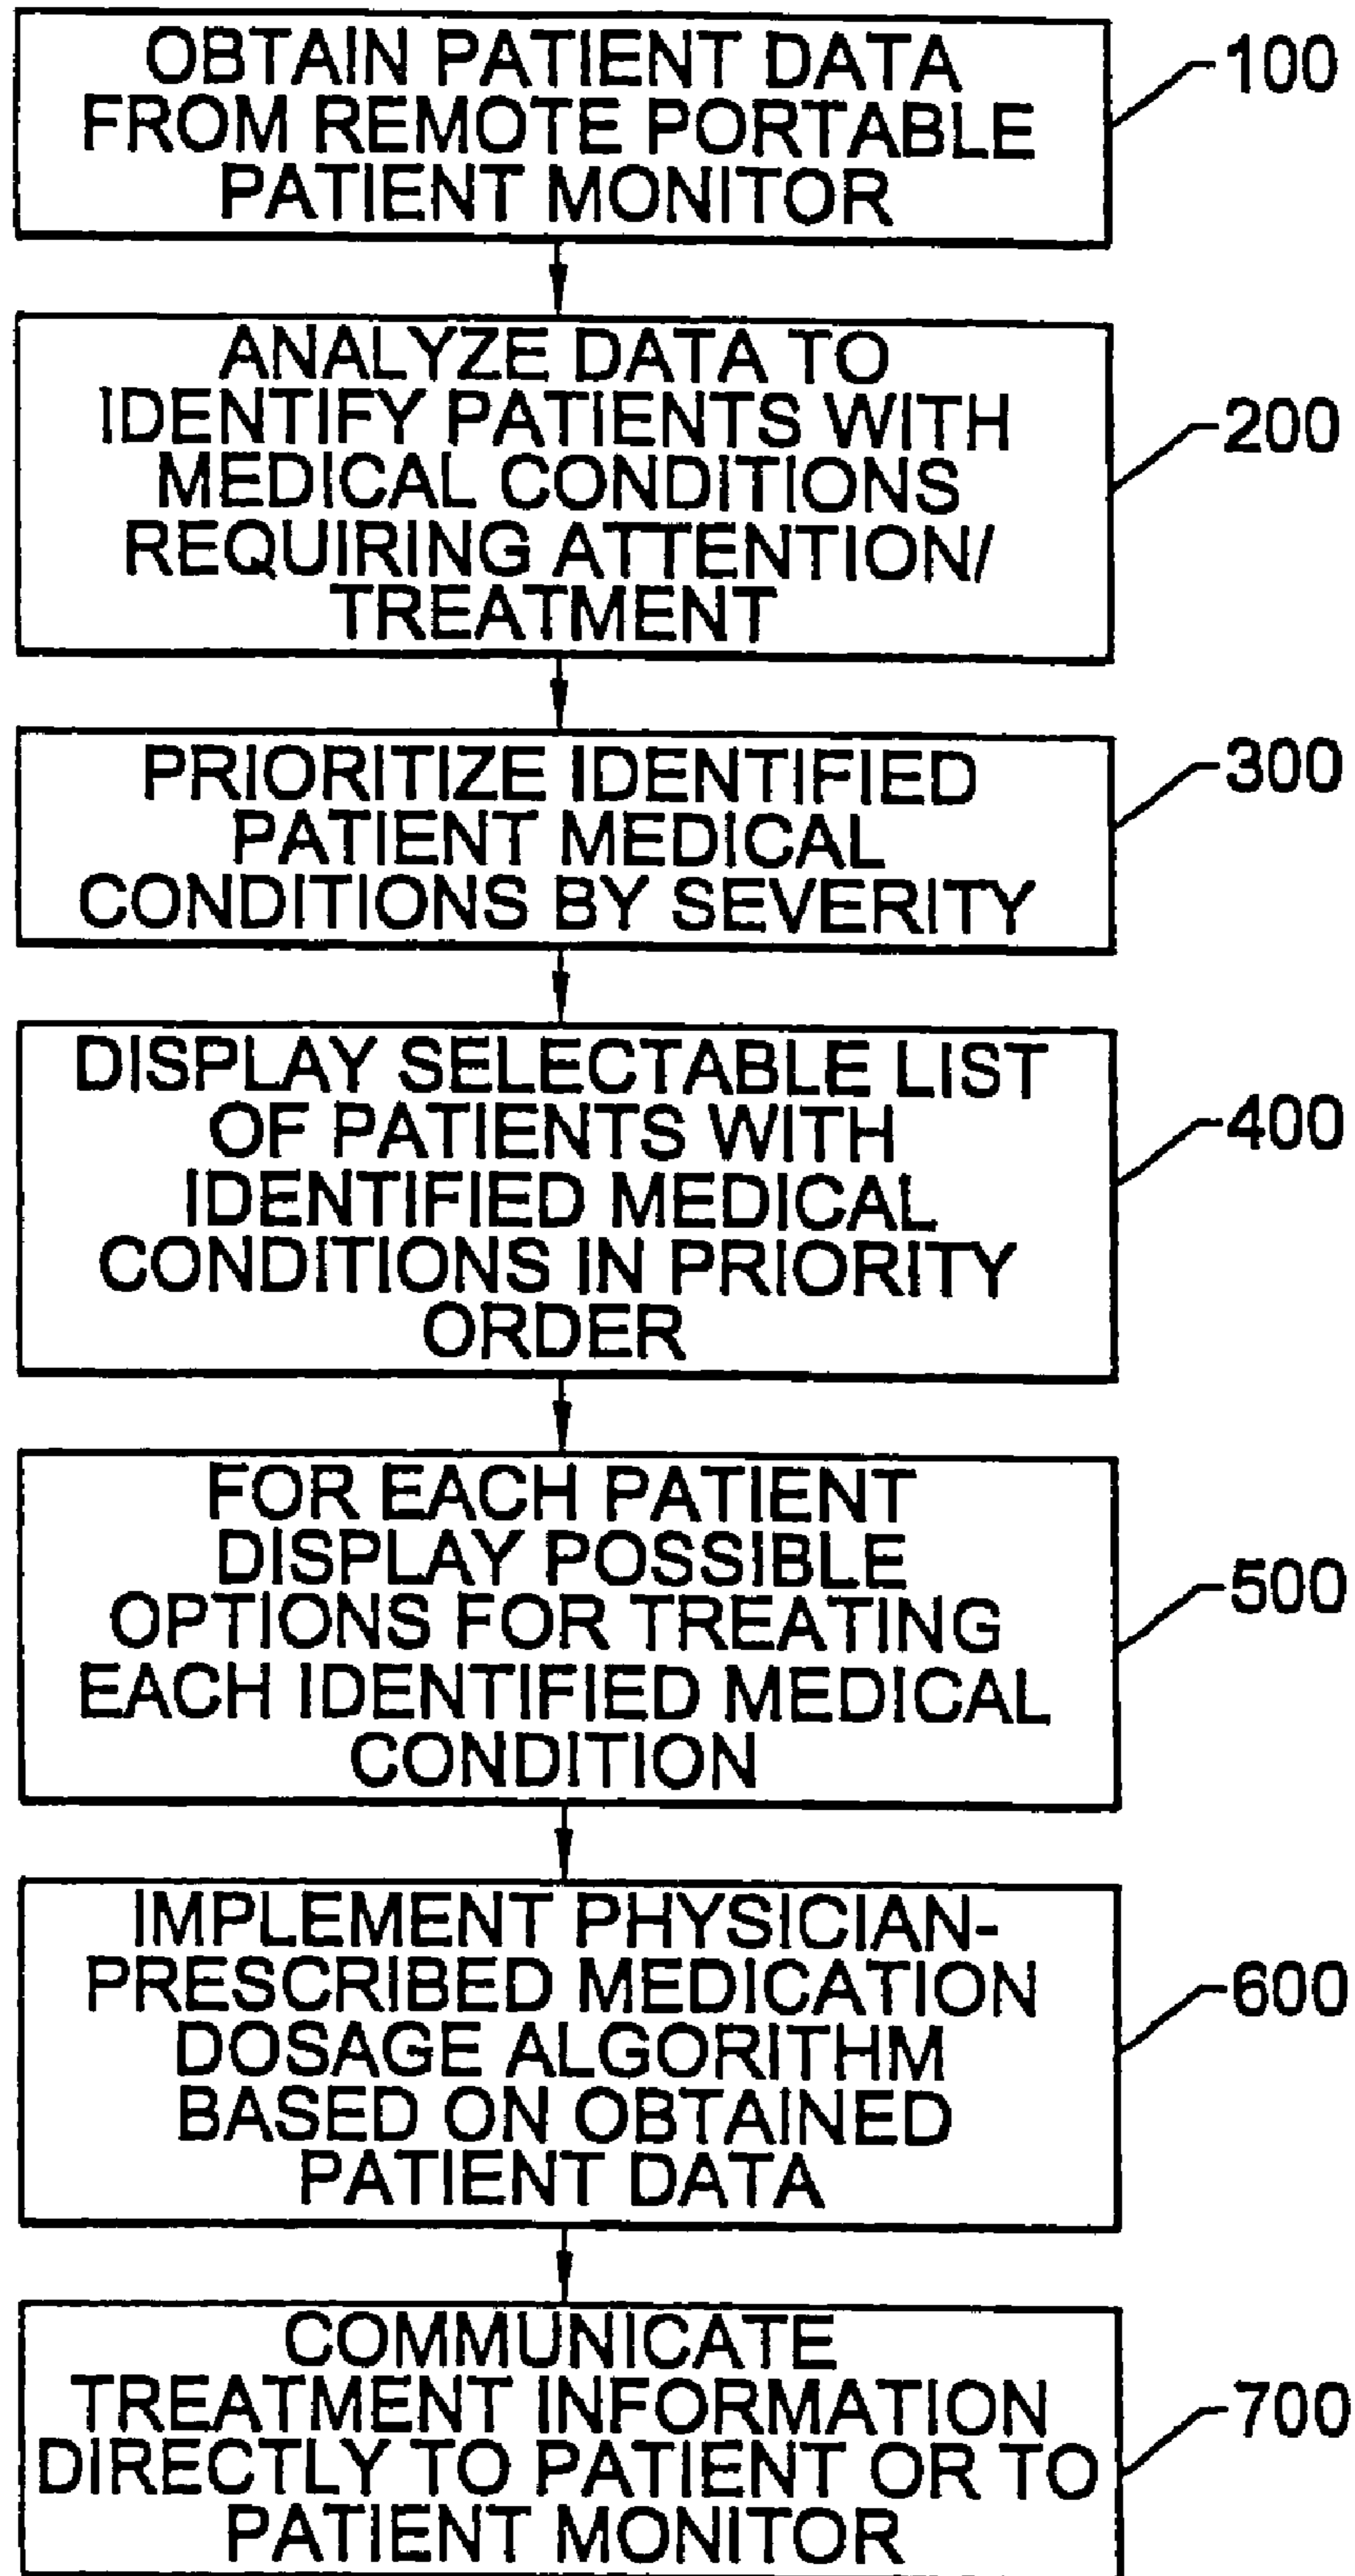 OBTAIN PATIENT DATA
FROM REMOTE PORTABLE
PATIENT MONITOR
100
ANALYZE DATA TO
IDENTIFY PATIENTS WITH
MEDICAL CONDITIONS
REQUIRING ATTENTION/
TREATMENT
200
PRIORITIZE IDENTIFIED
PATIENT MEDICAL
CONDITIONS BY SEVERITY
300
DISPLAY SELECTABLE LIST
OF PATIENTS WITH
IDENTIFIED MEDICAL
CONDITIONS IN PRIORITY
ORDER
400
FOR EACH PATIENT
DISPLAY POSSIBLE
OPTIONS FOR TREATING
EACH IDENTIFIED MEDICAL
CONDITION
500
IMPLEMENT PHYSICIAN-
PRESCRIBED MEDICATION
DOSAGE ALGORITHM
BASED ON OBTAINED
PATIENT DATA
600
COMMUNICATE
TREATMENT INFORMATION
DIRECTLY TO PATIENT OR TO
PATIENT MONITOR
700